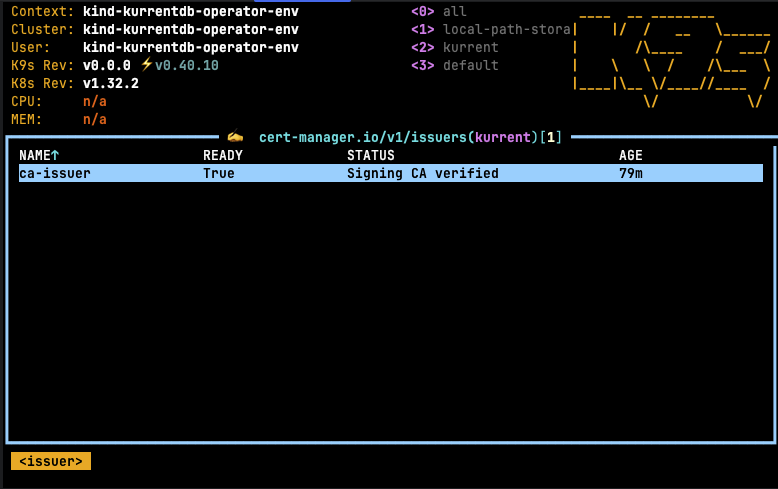 Context: kind-kurrentdb-operator-env <0> all
Cluster: kind-kurrentdb-operator-env <1> local-path-stora
User: kind-kurrentdb-operator-env <2> kurrent
K9s Rev: v0.0.0 ⚡v0.40.10 <3> default
K8s Rev: v1.32.2
CPU: n/a
MEM: n/a
✍️ cert-manager.io/v1/issuers(kurrent)[1]
NAME↑ READY STATUS AGE
ca-issuer True Signing CA verified 79m
<issuer>